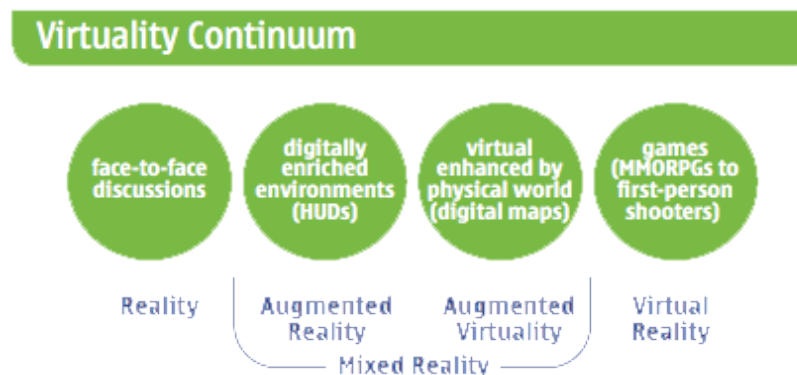 Virtuality Continuum
face-to-face
discussions
digitally
enriched
environments
(HUDs)
virtual
enhanced by
physical world
(digital maps)
games
(MMORPGs to
first-person
shooters)
Reality
Augmented
Reality
Augmented
Virtuality
Virtual
Reality
Mixed Reality